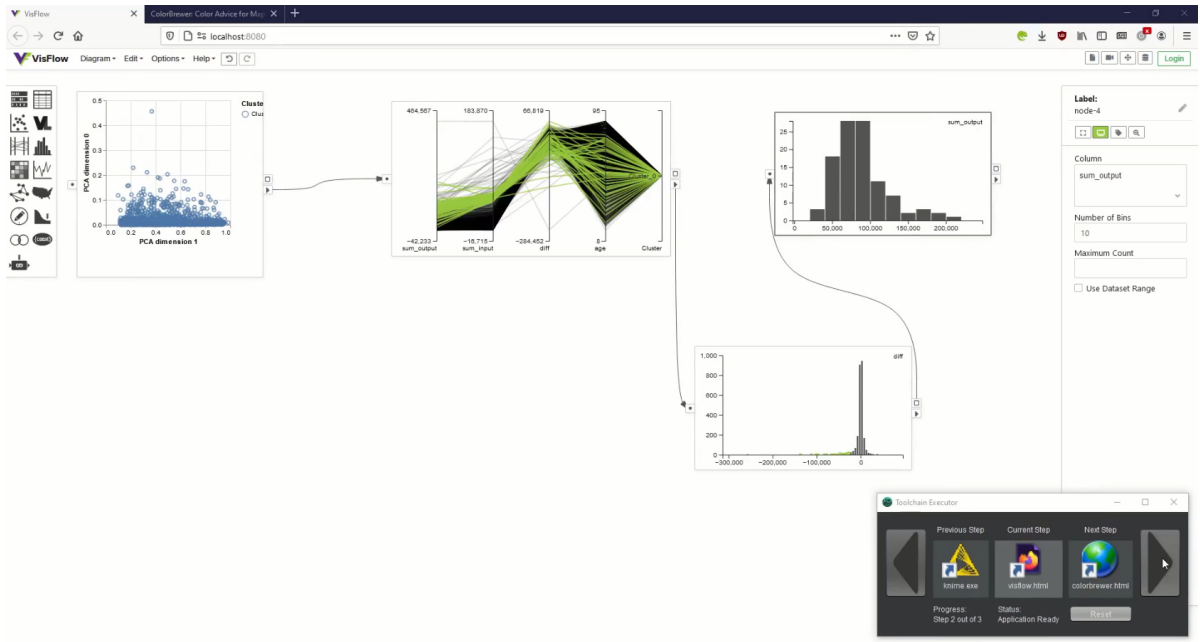 VisFlow
ColorBrewer: Color Advice for Map
localhost:8080
VisFlow Diagram Edit Options Help
Login
0.5
0.4
0.3
0.2
0.1
0.0
0.0 0.2 0.4 0.6 0.8 1.0
PCA dimension 0
PCA dimension 1
Cluste
Clus
464,567 183,870 66,819 95
Cluster_0
-42,233 -16,715 -284,452 8
sum_output sum_input diff age Cluster
sum_output
25
20
15
10
5
0
0 50,000 100,000 150,000 200,000
diff
1,000
800
600
400
200
0
-300,000 -200,000 -100,000 0
Label:
node-4
Column
sum_output
Number of Bins
10
Maximum Count
Use Dataset Range
Toolchain Executor
Previous Step Current Step Next Step
knime.exe visflow.html colorbrewer.html
Progress: Status:
Step 2 out of 3 Application Ready
Reset